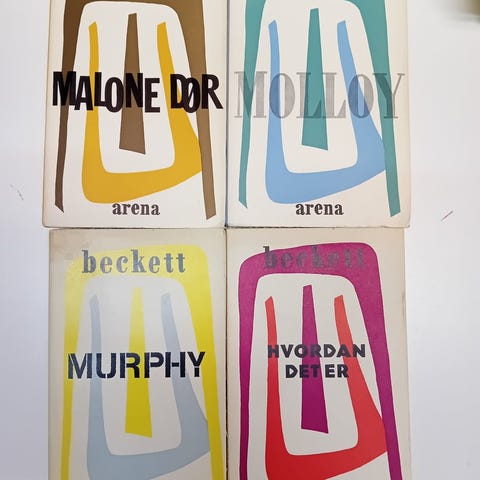 MALONE DØR
arena
MOLLOY
arena
beckett
MURPHY
beckett
HVORDAN
DET ER